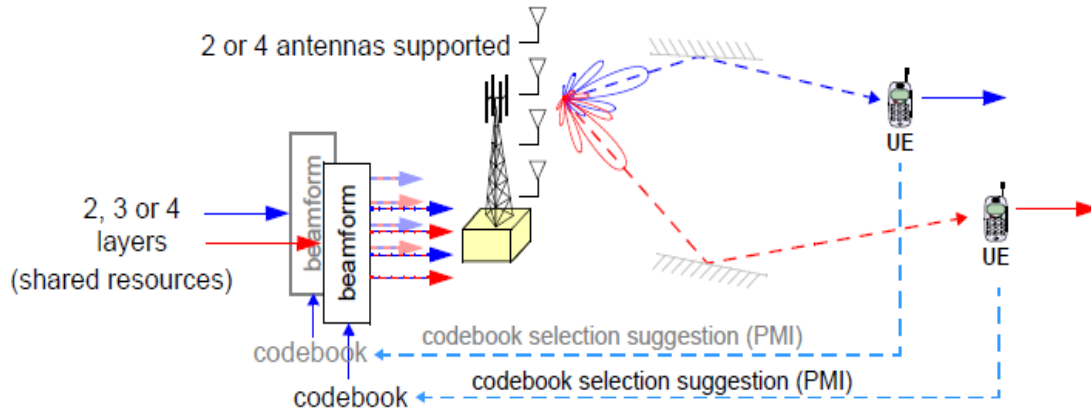 2 or 4 antennas supported
UE
UE
beamform
beamform
2, 3 or 4
layers
(shared resources)
codebook selection suggestion (PMI)
codebook
codebook selection suggestion (PMI)
codebook